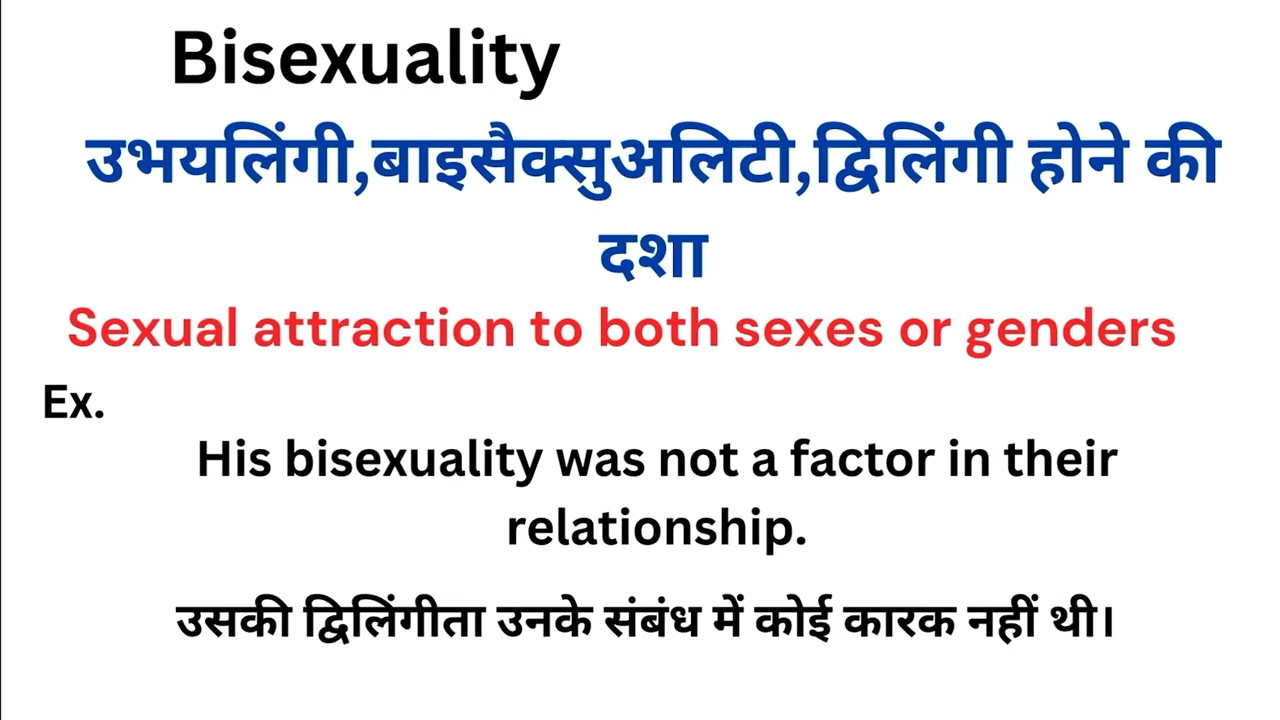 Bisexuality
उभयलिंगी,बाइसैक्सुअलिटी,द्विलिंगी होने की
दशा
Sexual attraction to both sexes or genders
Ex.
His bisexuality was not a factor in their
relationship.
उसकी द्विलिंगीता उनके संबंध में कोई कारक नहीं थी।